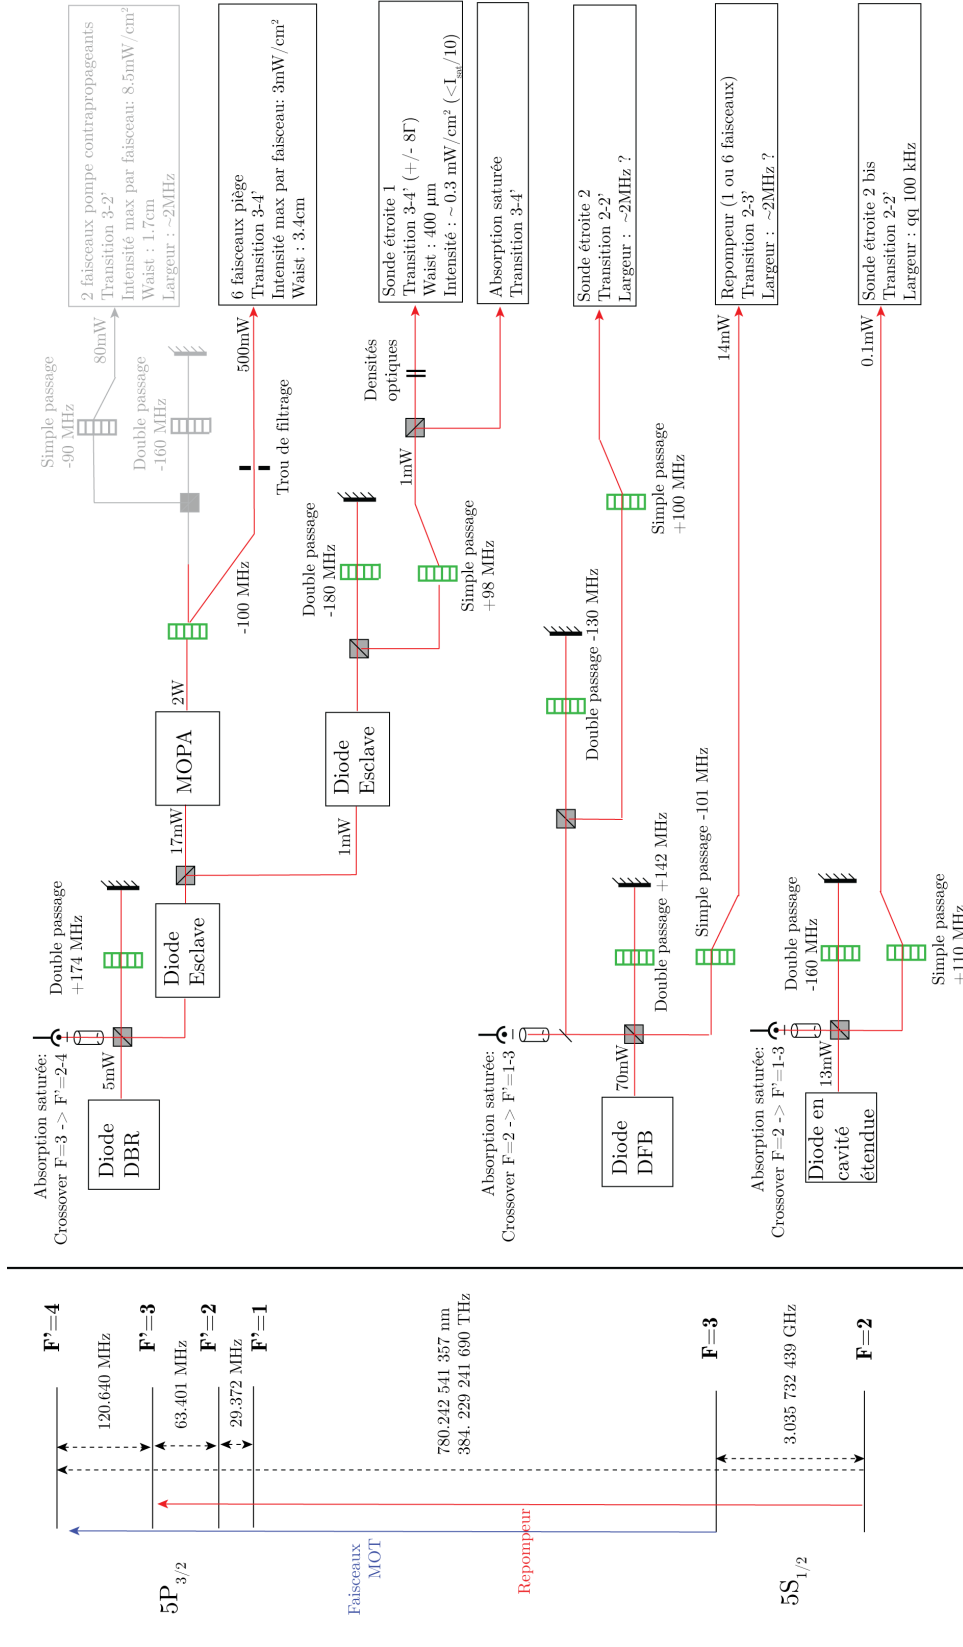 5P3/2
5S1/2
F'=4
F'=3
F'=2
F'=1
F=3
F=2
120.640 MHz
63.401 MHz
29.372 MHz
780.242 541 357 nm
384. 229 241 690 THz
3.035 732 439 GHz
Faisceaux
MOT
Repompeur
Absorption saturée:
Crossover F=3 -> F'=2-4
Diode
DBR
5mW
Double passage
+174 MHz
Diode
Esclave
17mW
MOPA
2W
-100 MHz
Simple passage
-90 MHz
Double passage
-160 MHz
80mW
2 faisceaux pompe contrapropageants
Transition 3-2'
Intensité max par faisceau: 8.5mW/cm²
Waist : 1.7cm
Largeur : ~2MHz
Trou de filtrage
500mW
6 faisceaux piège
Transition 3-4'
Intensité max par faisceau: 3mW/cm²
Waist : 3.4cm
1mW
Diode
Esclave
Double passage
-180 MHz
Simple passage
+98 MHz
1mW
Densités
optiques
Sonde étroite 1
Transition 3-4' (+/- 8Γ)
Waist : 400 µm
Intensité : ~ 0.3 mW/cm² (<Isat/10)
Absorption saturée
Transition 3-4'
Absorption saturée:
Crossover F=2 -> F'=1-3
Diode
DFB
70mW
Double passage +142 MHz
Double passage -130 MHz
Simple passage
+100 MHz
Sonde étroite 2
Transition 2-2'
Largeur : ~2MHz ?
Simple passage -101 MHz
14mW
Repompeur (1 ou 6 faisceaux)
Transition 2-3'
Largeur : ~2MHz ?
Absorption saturée:
Crossover F=2 -> F'=1-3
Diode en
cavité
étendue
13mW
Double passage
-160 MHz
Simple passage
+110 MHz
0.1mW
Sonde étroite 2 bis
Transition 2-2'
Largeur : qq 100 kHz